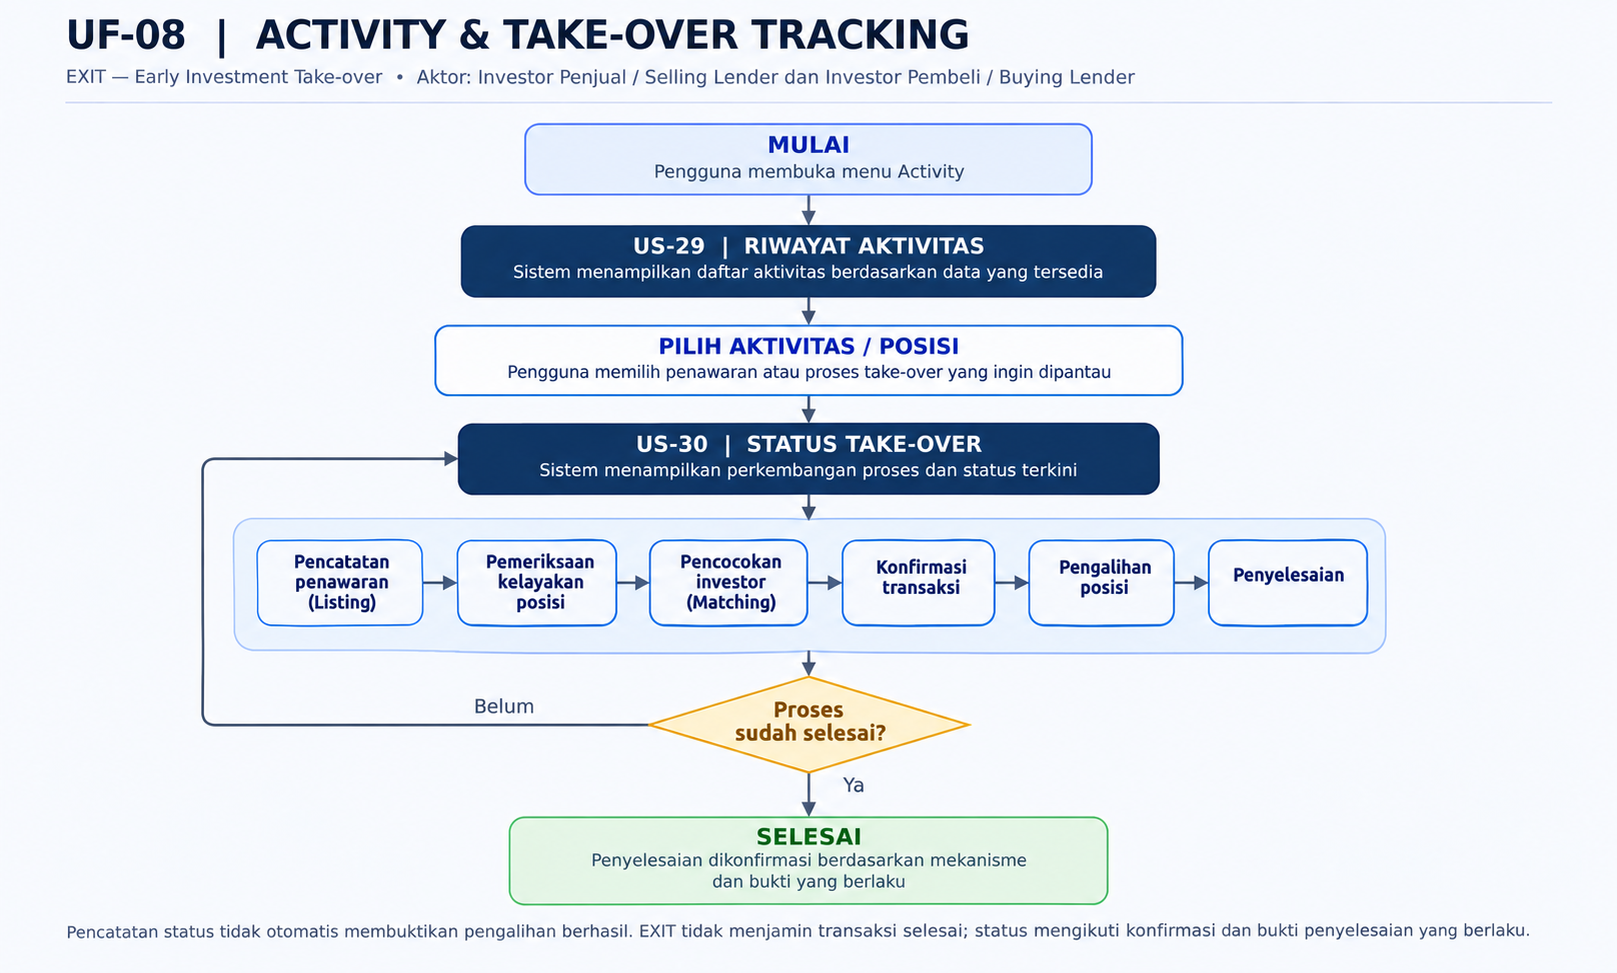 UF-08 | ACTIVITY & TAKE-OVER TRACKING
EXIT — Early Investment Take-over • Aktor: Investor Penjual / Selling Lender dan Investor Pembeli / Buying Lender
MULAI
Pengguna membuka menu Activity
US-29 | RIWAYAT AKTIVITAS
Sistem menampilkan daftar aktivitas berdasarkan data yang tersedia
PILIH AKTIVITAS / POSISI
Pengguna memilih penawaran atau proses take-over yang ingin dipantau
US-30 | STATUS TAKE-OVER
Sistem menampilkan perkembangan proses dan status terkini
Pencatatan
penawaran
(Listing)
Pemeriksaan
kelayakan
posisi
Pencocokan
investor
(Matching)
Konfirmasi
transaksi
Pengalihan
posisi
Penyelesaian
Belum
Proses
sudah selesai?
Ya
SELESAI
Penyelesaian dikonfirmasi berdasarkan mekanisme
dan bukti yang berlaku
Pencatatan status tidak otomatis membuktikan pengalihan berhasil. EXIT tidak menjamin transaksi selesai; status mengikuti konfirmasi dan bukti penyelesaian yang berlaku.